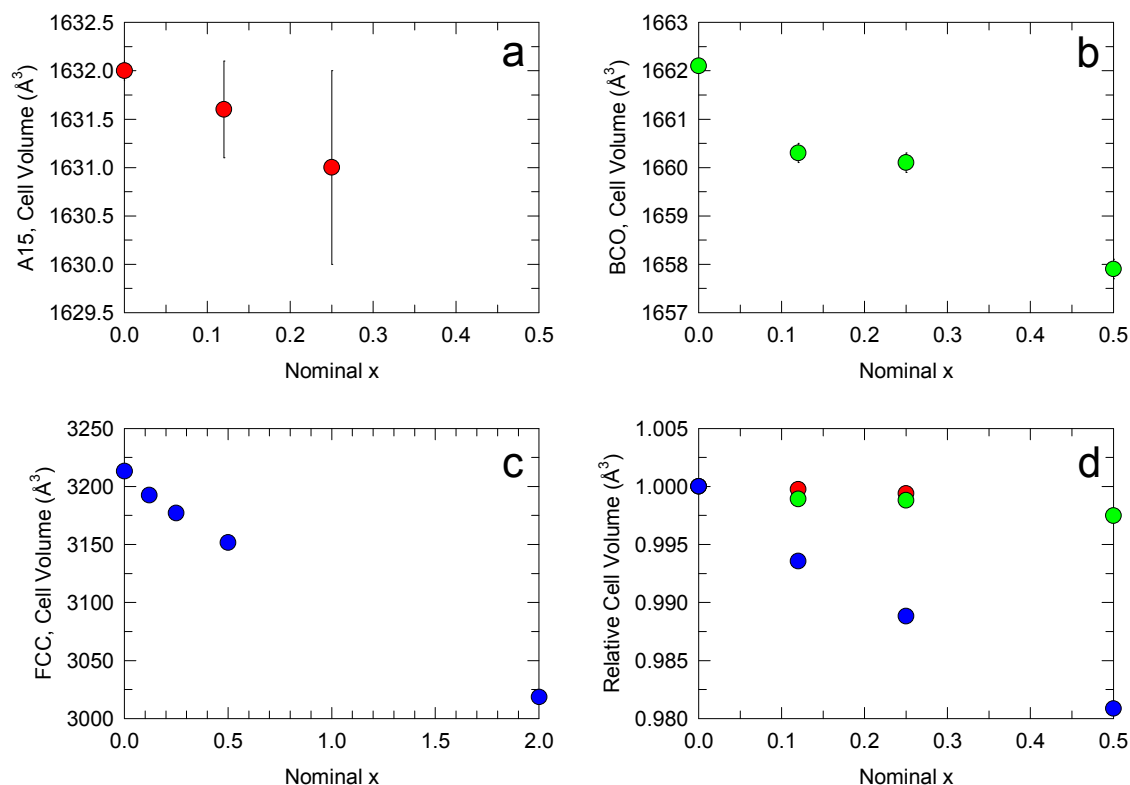 a
A15, Cell Volume (Å³)
1632.5
1632.0
1631.5
1631.0
1630.5
1630.0
1629.5
0.0 0.1 0.2 0.3 0.4 0.5
Nominal x
b
BCO, Cell Volume (Å³)
1663
1662
1661
1660
1659
1658
1657
0.0 0.1 0.2 0.3 0.4 0.5
Nominal x
c
FCC, Cell Volume (Å³)
3250
3200
3150
3100
3050
3000
0.0 0.5 1.0 1.5 2.0
Nominal x
d
Relative Cell Volume (Å³)
1.005
1.000
0.995
0.990
0.985
0.980
0.0 0.1 0.2 0.3 0.4 0.5
Nominal x